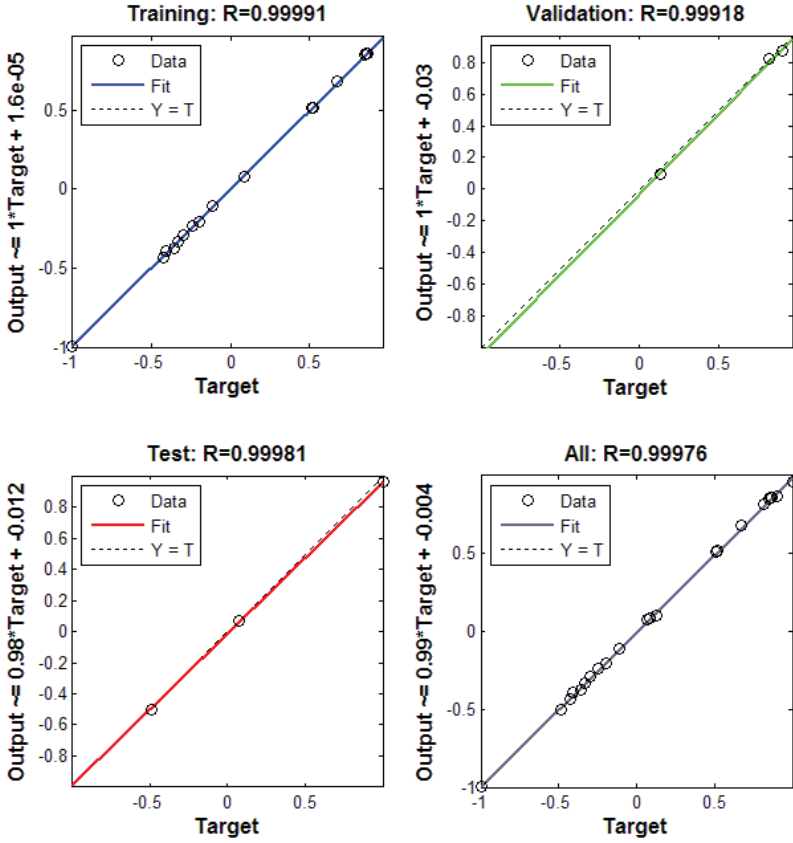 Training: R=0.99991
Output ~= 1*Target + 1.6e-05
Data
Fit
Y = T
0.5
0
-0.5
-1
-1
-0.5
0
0.5
Target
Validation: R=0.99918
Output ~= 1*Target + -0.03
Data
Fit
Y = T
0.8
0.6
0.4
0.2
0
-0.2
-0.4
-0.6
-0.8
-0.5
0
0.5
Target
Test: R=0.99981
Output ~= 0.98*Target + -0.012
Data
Fit
Y = T
0.8
0.6
0.4
0.2
0
-0.2
-0.4
-0.6
-0.8
-0.5
0
0.5
Target
All: R=0.99976
Output ~= 0.99*Target + -0.004
Data
Fit
Y = T
0.5
0
-0.5
-1
-1
-0.5
0
0.5
Target